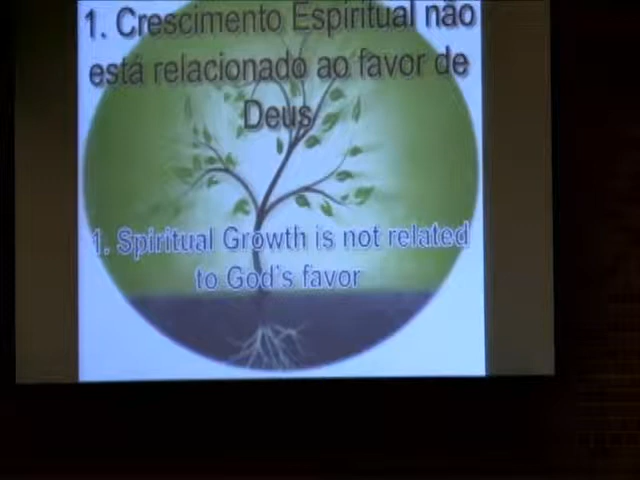 1. Crescimento Espiritual não
está relacionado ao favor de
Deus
1. Spiritual Growth is not related
to God's favor